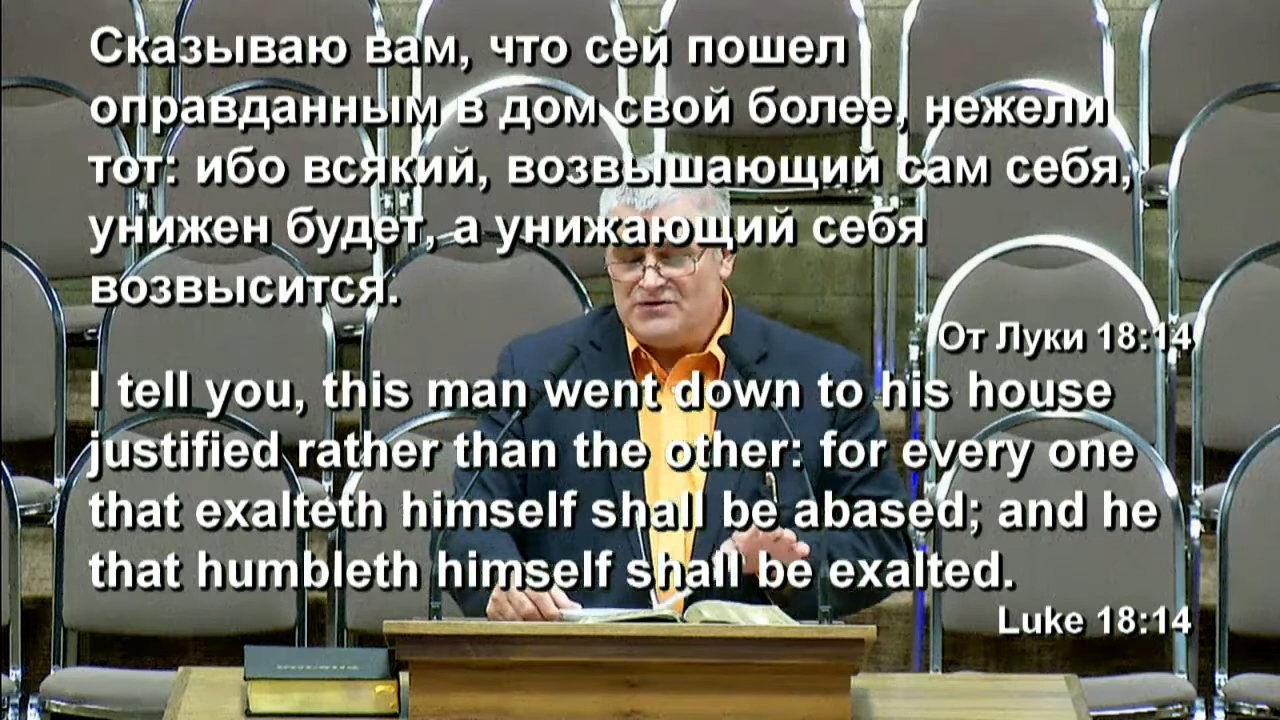 Сказываю вам, что сей пошел
оправданным в дом свой более, нежели
тот: ибо всякий, возвышающий сам себя,
унижен будет, а унижающий себя
возвысится.
От Луки 18:14
I tell you, this man went down to his house
justified rather than the other: for every one
that exalteth himself shall be abased; and he
that humbleth himself shall be exalted.
Luke 18:14